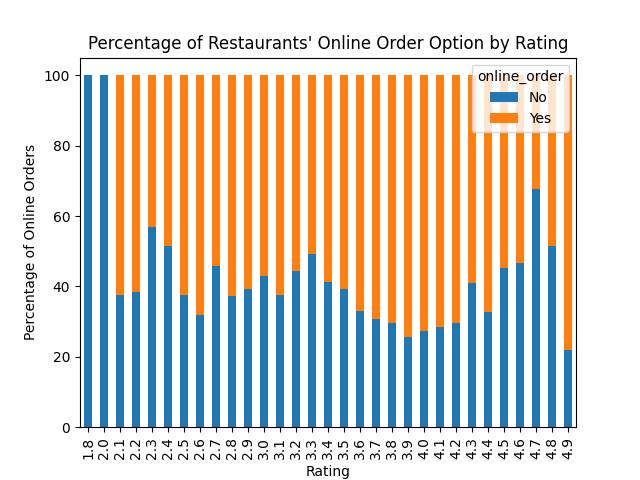 Percentage of Restaurants' Online Order Option by Rating
Percentage of Online Orders
100
80
60
40
20
0
online_order
No
Yes
1.8 2.0 2.1 2.2 2.3 2.4 2.5 2.6 2.7 2.8 2.9 3.0 3.1 3.2 3.3 3.4 3.5 3.6 3.7 3.8 3.9 4.0 4.1 4.2 4.3 4.4 4.5 4.6 4.7 4.8 4.9
Rating